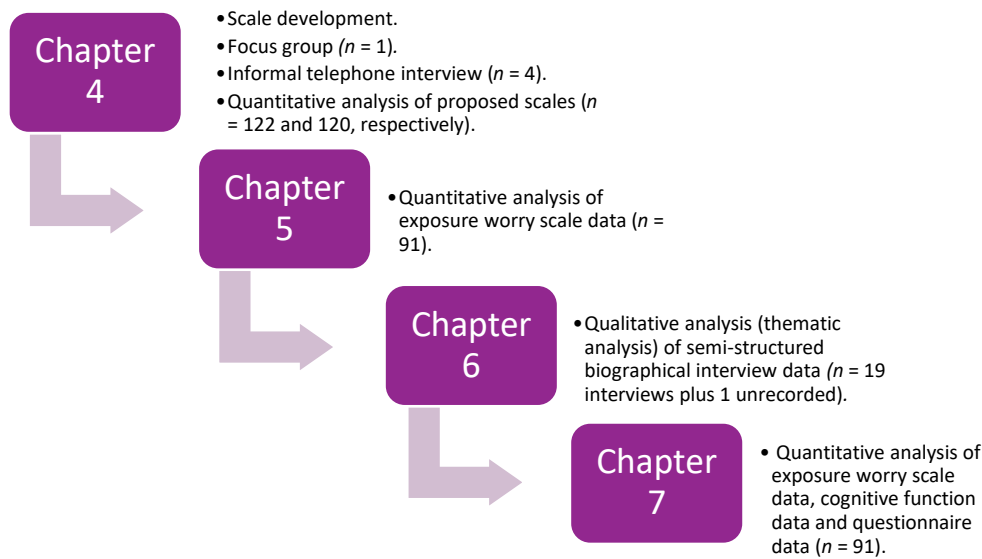 Chapter
4
•Scale development.
•Focus group (n = 1).
•Informal telephone interview (n = 4).
•Quantitative analysis of proposed scales (n
= 122 and 120, respectively).
Chapter
5
•Quantitative analysis of
exposure worry scale data (n =
91).
Chapter
6
•Qualitative analysis (thematic
analysis) of semi-structured
biographical interview data (n = 19
interviews plus 1 unrecorded).
Chapter
7
• Quantitative analysis of
exposure worry scale
data, cognitive function
data and questionnaire
data (n = 91).